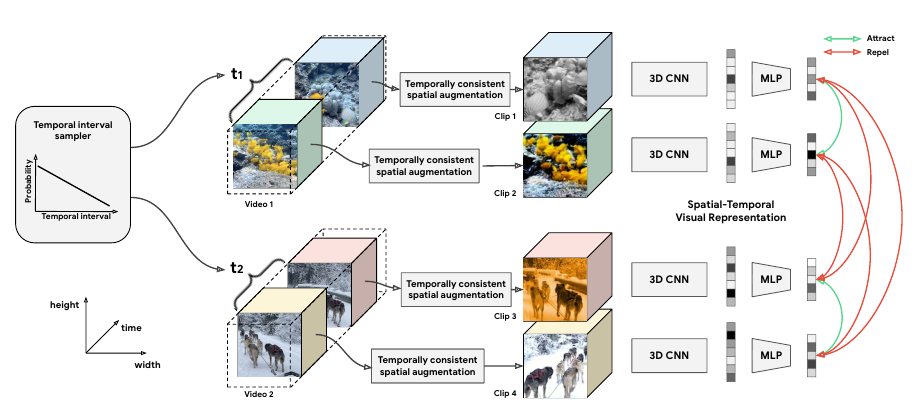 Temporal interval
sampler
Probability
Temporal interval
height
time
width
t1
Video 1
Temporally consistent
spatial augmentation
Clip 1
Temporally consistent
spatial augmentation
Clip 2
3D CNN
MLP
3D CNN
MLP
Attract
Repel
Spatial-Temporal
Visual Representation
t2
Video 2
Temporally consistent
spatial augmentation
Clip 3
Temporally consistent
spatial augmentation
Clip 4
3D CNN
MLP
3D CNN
MLP